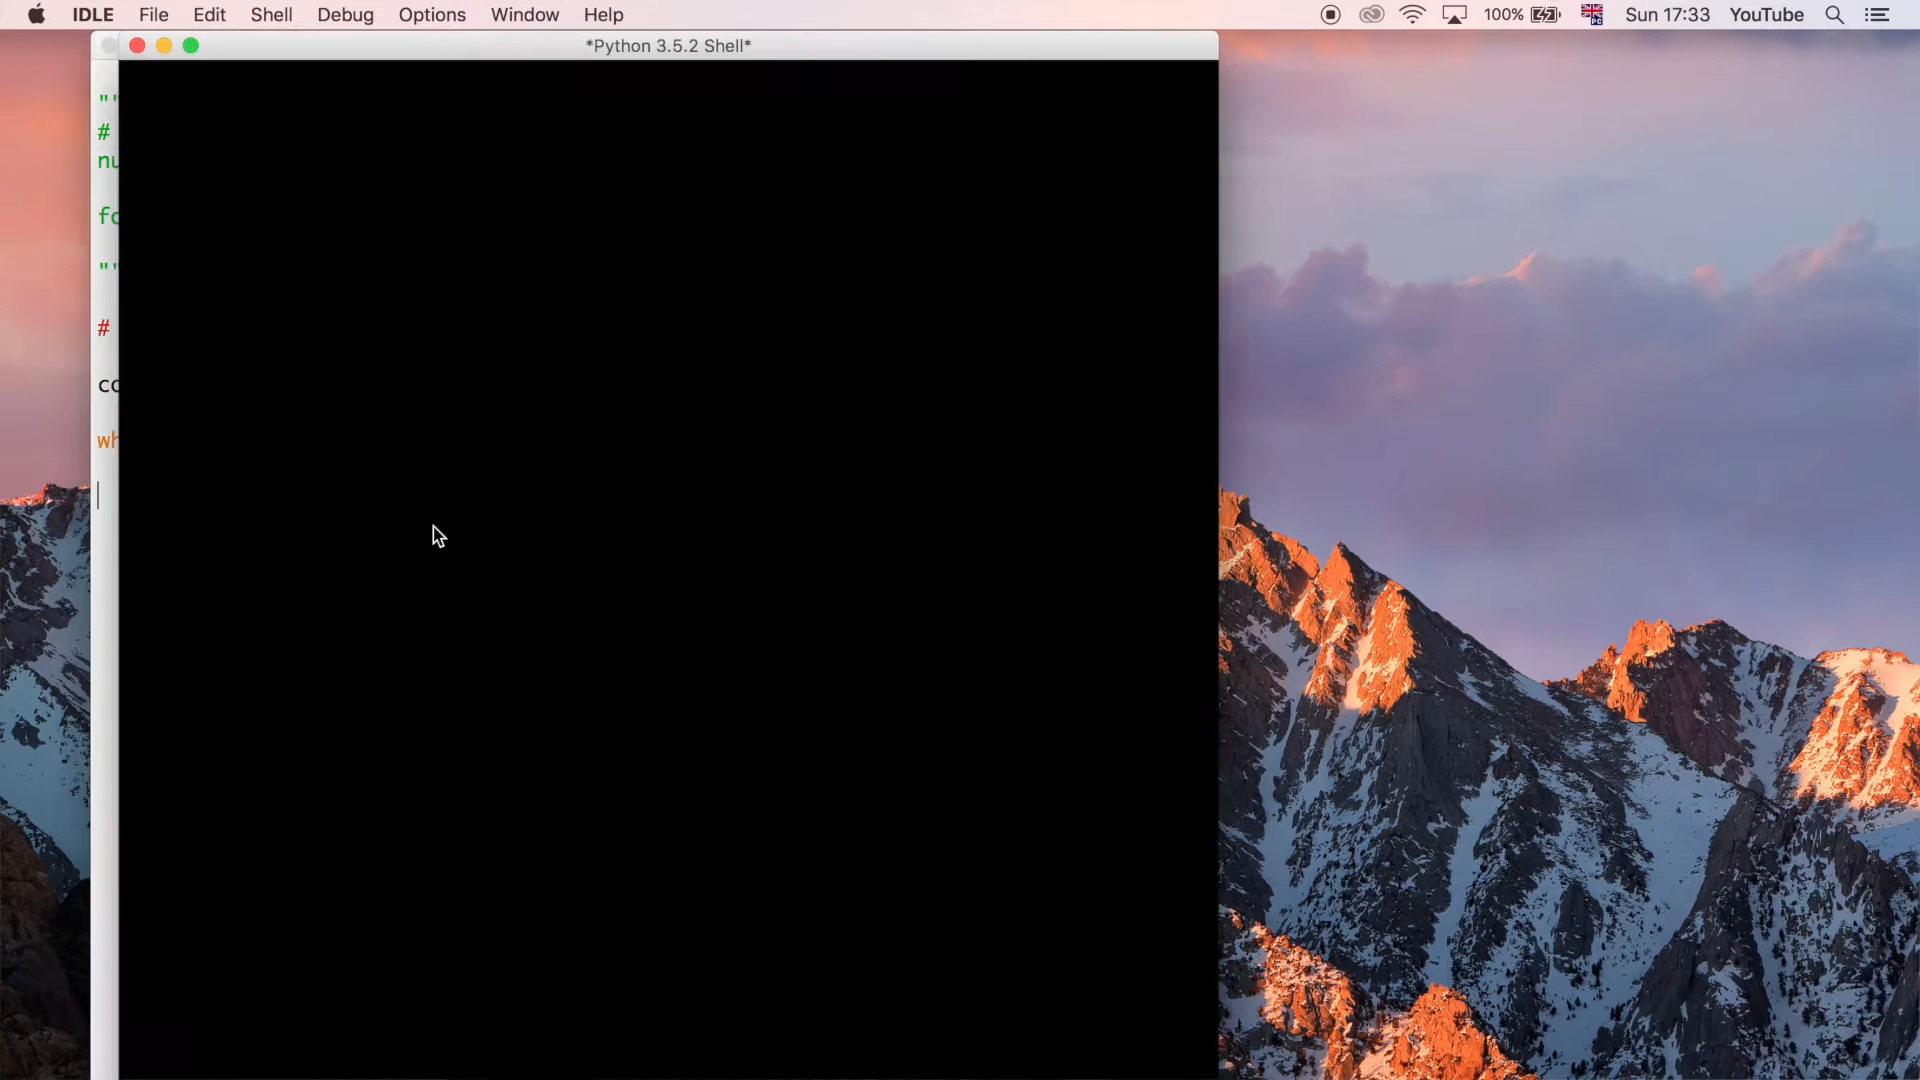 IDLE File Edit Shell Debug Options Window Help 100% Sun 17:33 YouTube
*Python 3.5.2 Shell*
""
#
nu
fo
""
#
co
wh